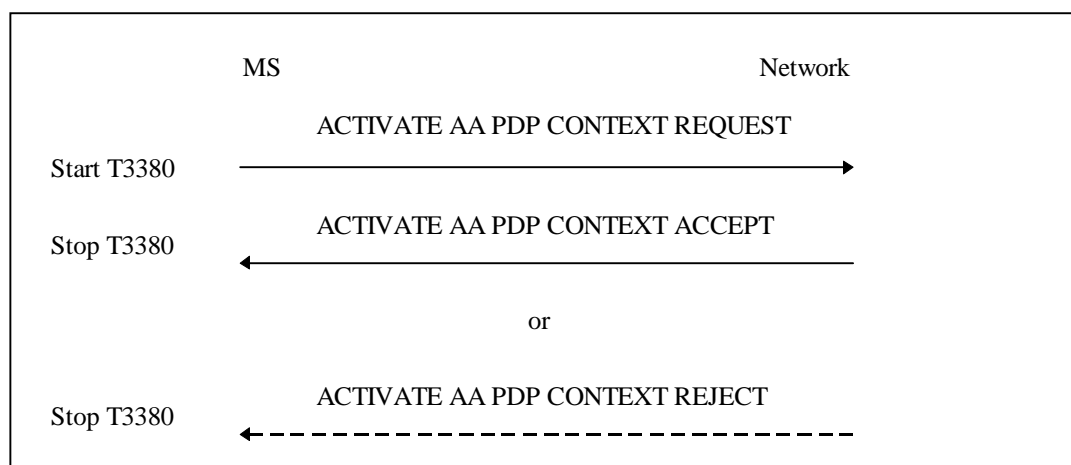 MS Network
ACTIVATE AA PDP CONTEXT REQUEST
Start T3380
ACTIVATE AA PDP CONTEXT ACCEPT
Stop T3380
or
ACTIVATE AA PDP CONTEXT REJECT
Stop T3380